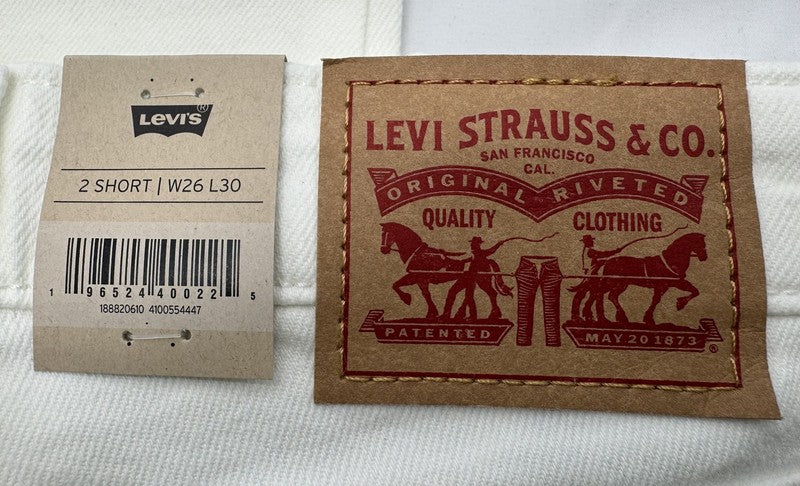 LEVI'S®
2 SHORT | W26 L30
1 96524 40022 5
188820610 4100554447
LEVI STRAUSS & CO.
SAN FRANCISCO
CAL.
ORIGINAL RIVETED
QUALITY CLOTHING
PATENTED MAY 20 1873 ®